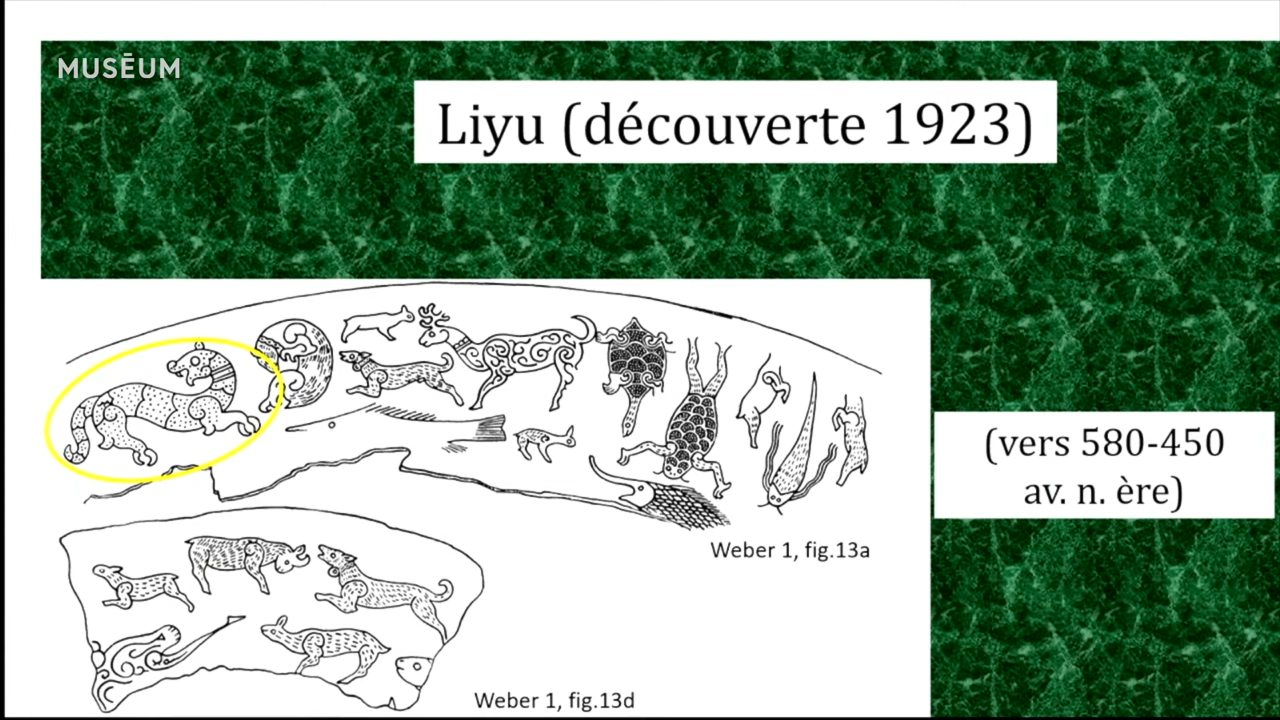 MUSĒUM
Liyu (découverte 1923)
(vers 580-450
av. n. ère)
Weber 1, fig.13a
Weber 1, fig.13d